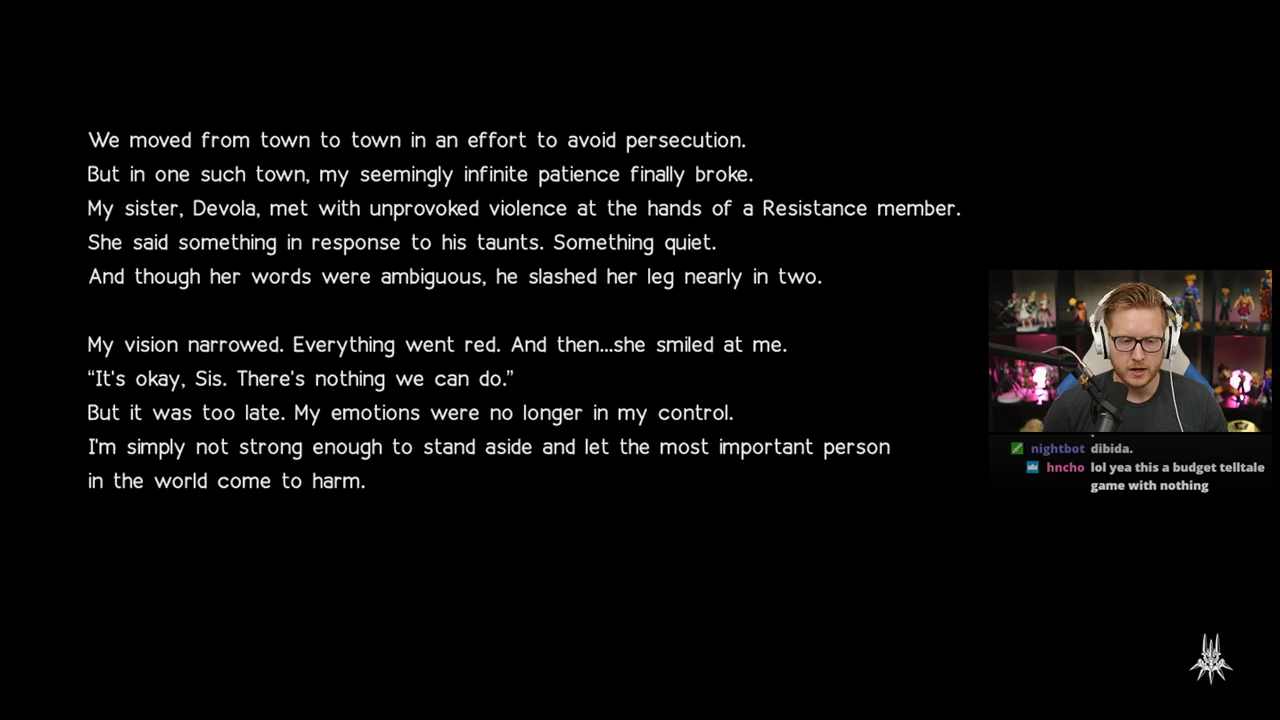 We moved from town to town in an effort to avoid persecution.
But in one such town, my seemingly infinite patience finally broke.
My sister, Devola, met with unprovoked violence at the hands of a Resistance member.
She said something in response to his taunts. Something quiet.
And though her words were ambiguous, he slashed her leg nearly in two.
My vision narrowed. Everything went red. And then...she smiled at me.
“It's okay, Sis. There's nothing we can do.”
But it was too late. My emotions were no longer in my control.
I'm simply not strong enough to stand aside and let the most important person
in the world come to harm.
nightbot dibida.
hncho lol yea this a budget telltale
game with nothing